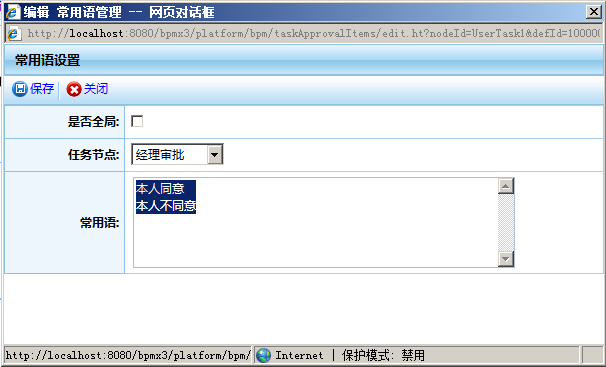 编辑 常用语管理 -- 网页对话框
http://localhost:8080/bpmx3/platform/bpm/taskApprovalItems/edit.ht?nodeId=UserTask1&defId=100000
常用语设置
保存 关闭
是否全局:
任务节点: 经理审批
常用语: 本人同意
本人不同意
http://localhost:8080/bpmx3/platform/bpm/ Internet | 保护模式: 禁用